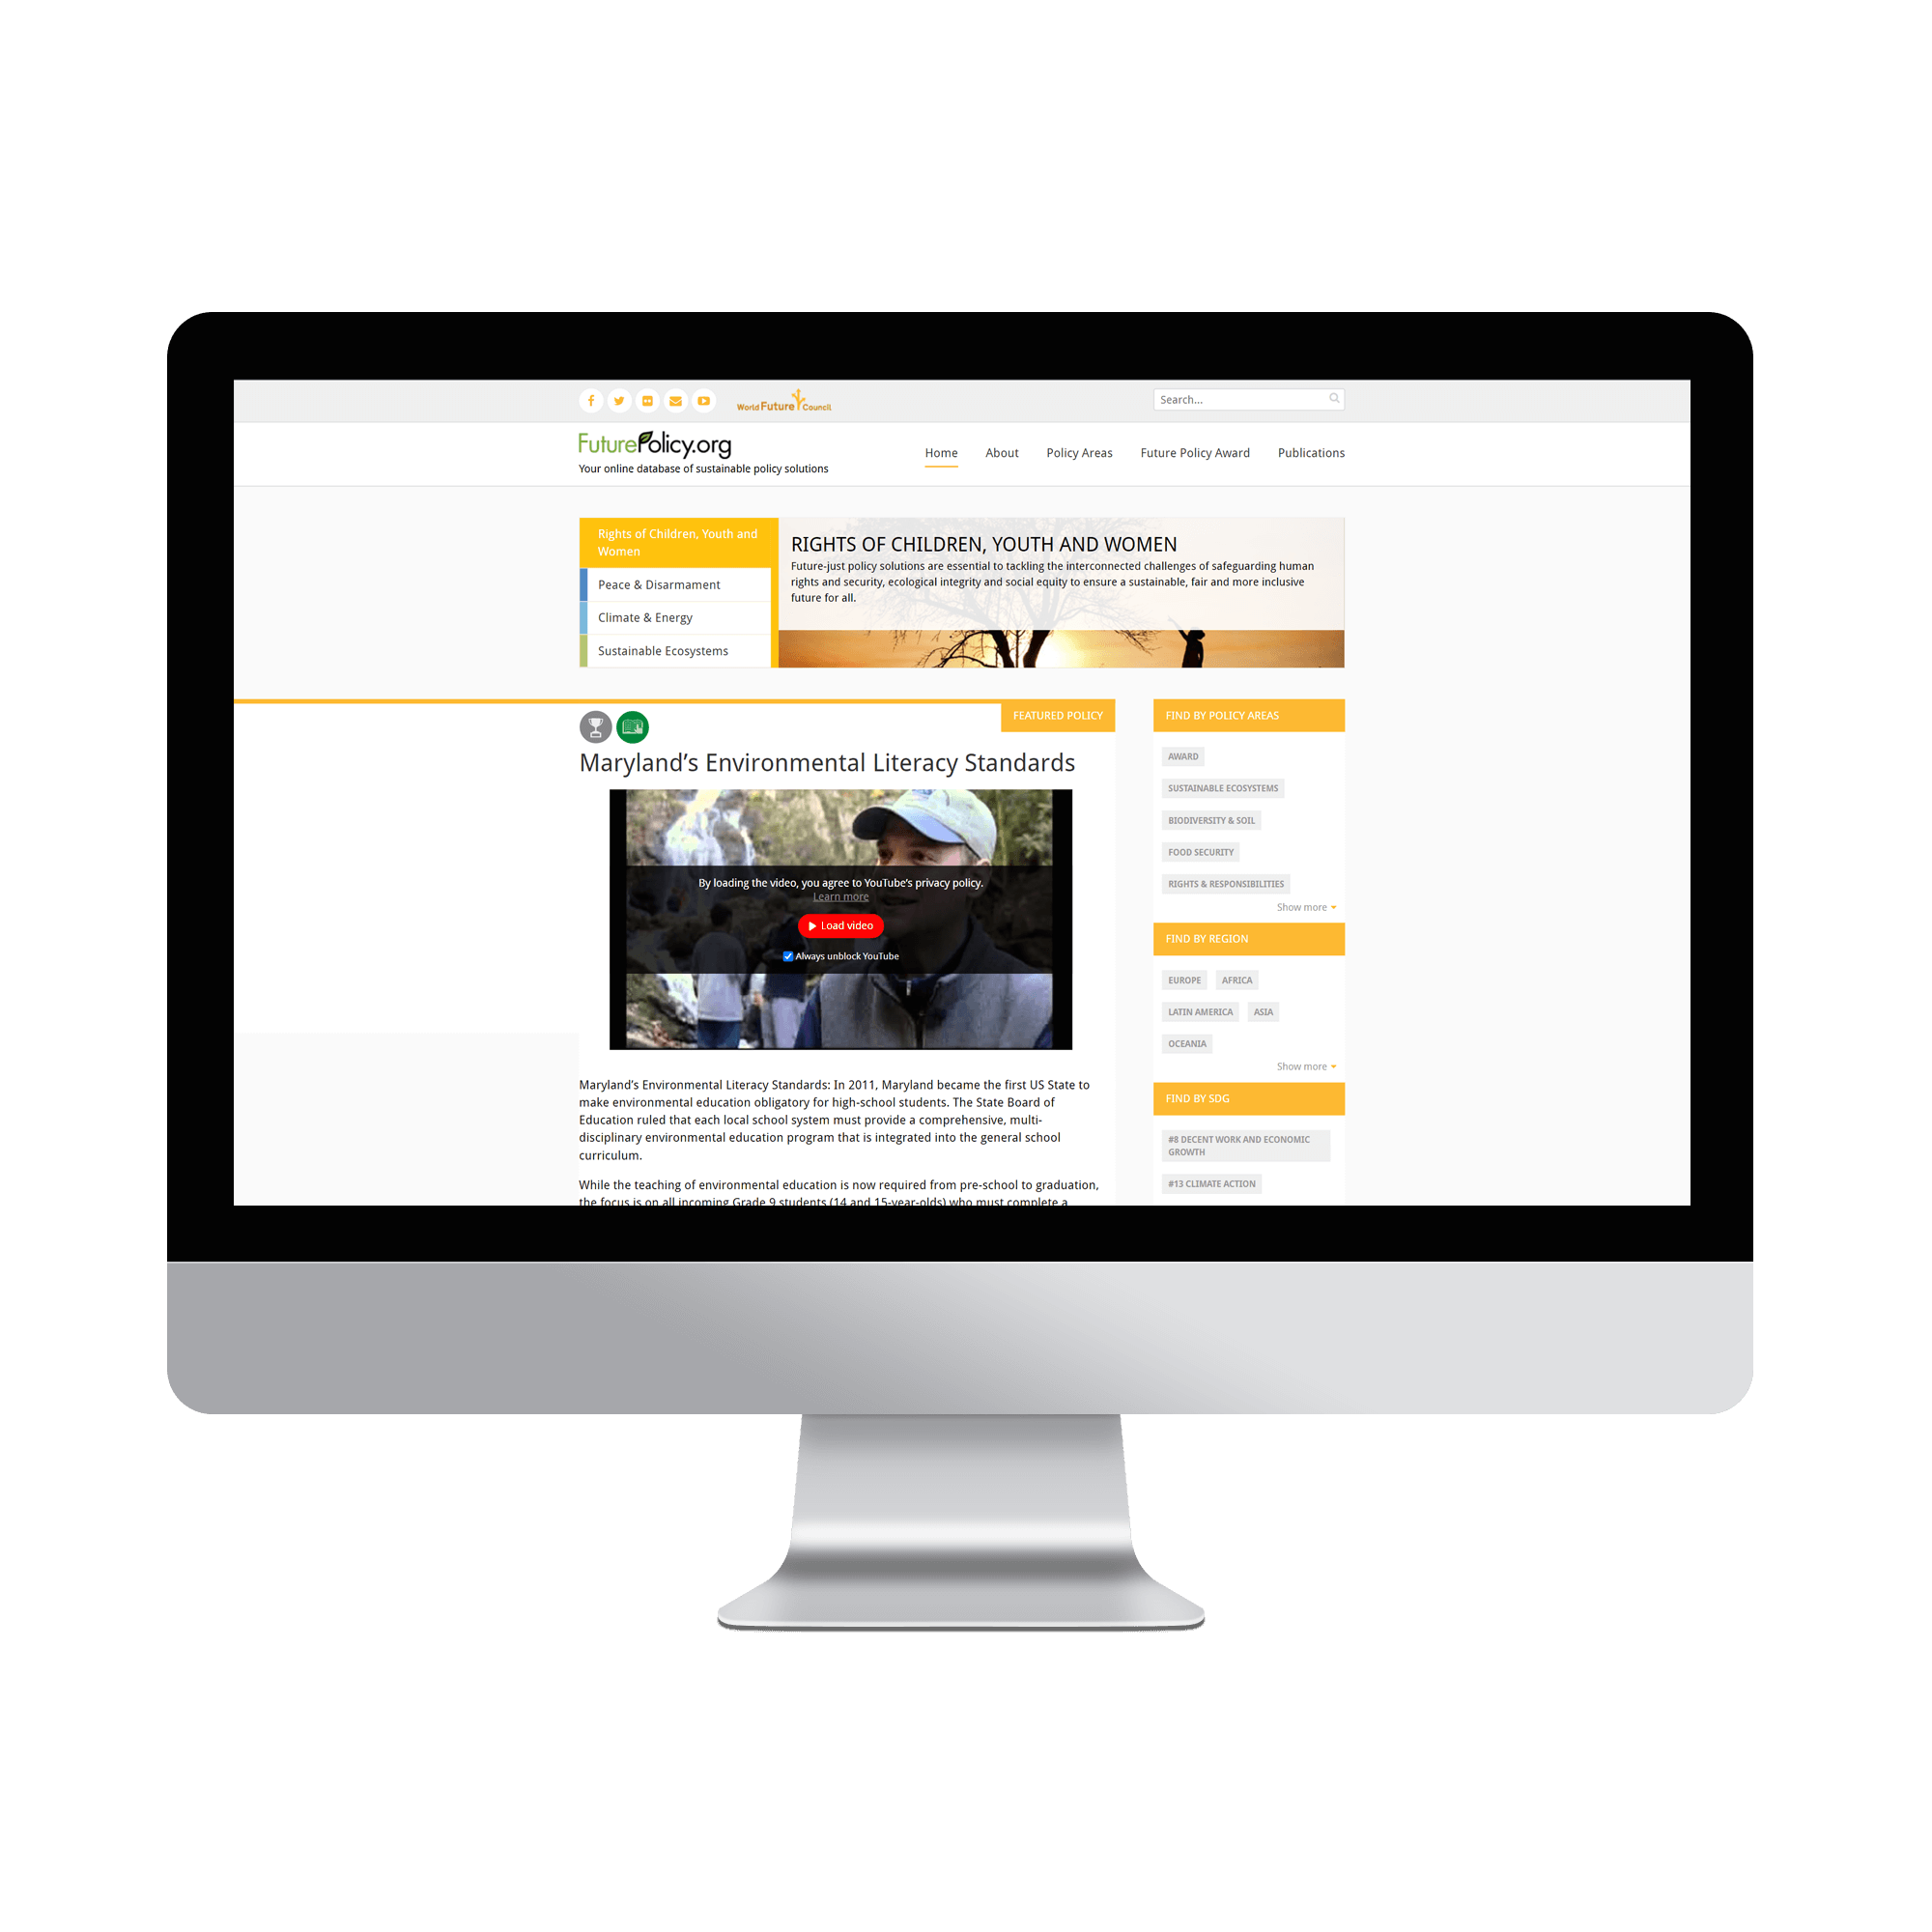 World Future Council
Search...
FuturePolicy.org
Your online database of sustainable policy solutions
Home About Policy Areas Future Policy Award Publications
Rights of Children, Youth and
Women
Peace & Disarmament
Climate & Energy
Sustainable Ecosystems
RIGHTS OF CHILDREN, YOUTH AND WOMEN
Future-just policy solutions are essential to tackling the interconnected challenges of safeguarding human
rights and security, ecological integrity and social equity to ensure a sustainable, fair and more inclusive
future for all.
FEATURED POLICY
Maryland’s Environmental Literacy Standards
By loading the video, you agree to YouTube’s privacy policy.
Learn more
Load video
Always unblock YouTube
Maryland’s Environmental Literacy Standards: In 2011, Maryland became the first US State to
make environmental education obligatory for high-school students. The State Board of
Education ruled that each local school system must provide a comprehensive, multi-
disciplinary environmental education program that is integrated into the general school
curriculum.
While the teaching of environmental education is now required from pre-school to graduation,
the focus is on all incoming Grade 9 students (14 and 15-year-olds) who must complete a
FIND BY POLICY AREAS
AWARD
SUSTAINABLE ECOSYSTEMS
BIODIVERSITY & SOIL
FOOD SECURITY
RIGHTS & RESPONSIBILITIES
Show more
FIND BY REGION
EUROPE AFRICA
LATIN AMERICA ASIA
OCEANIA
Show more
FIND BY SDG
#8 DECENT WORK AND ECONOMIC
GROWTH
#13 CLIMATE ACTION